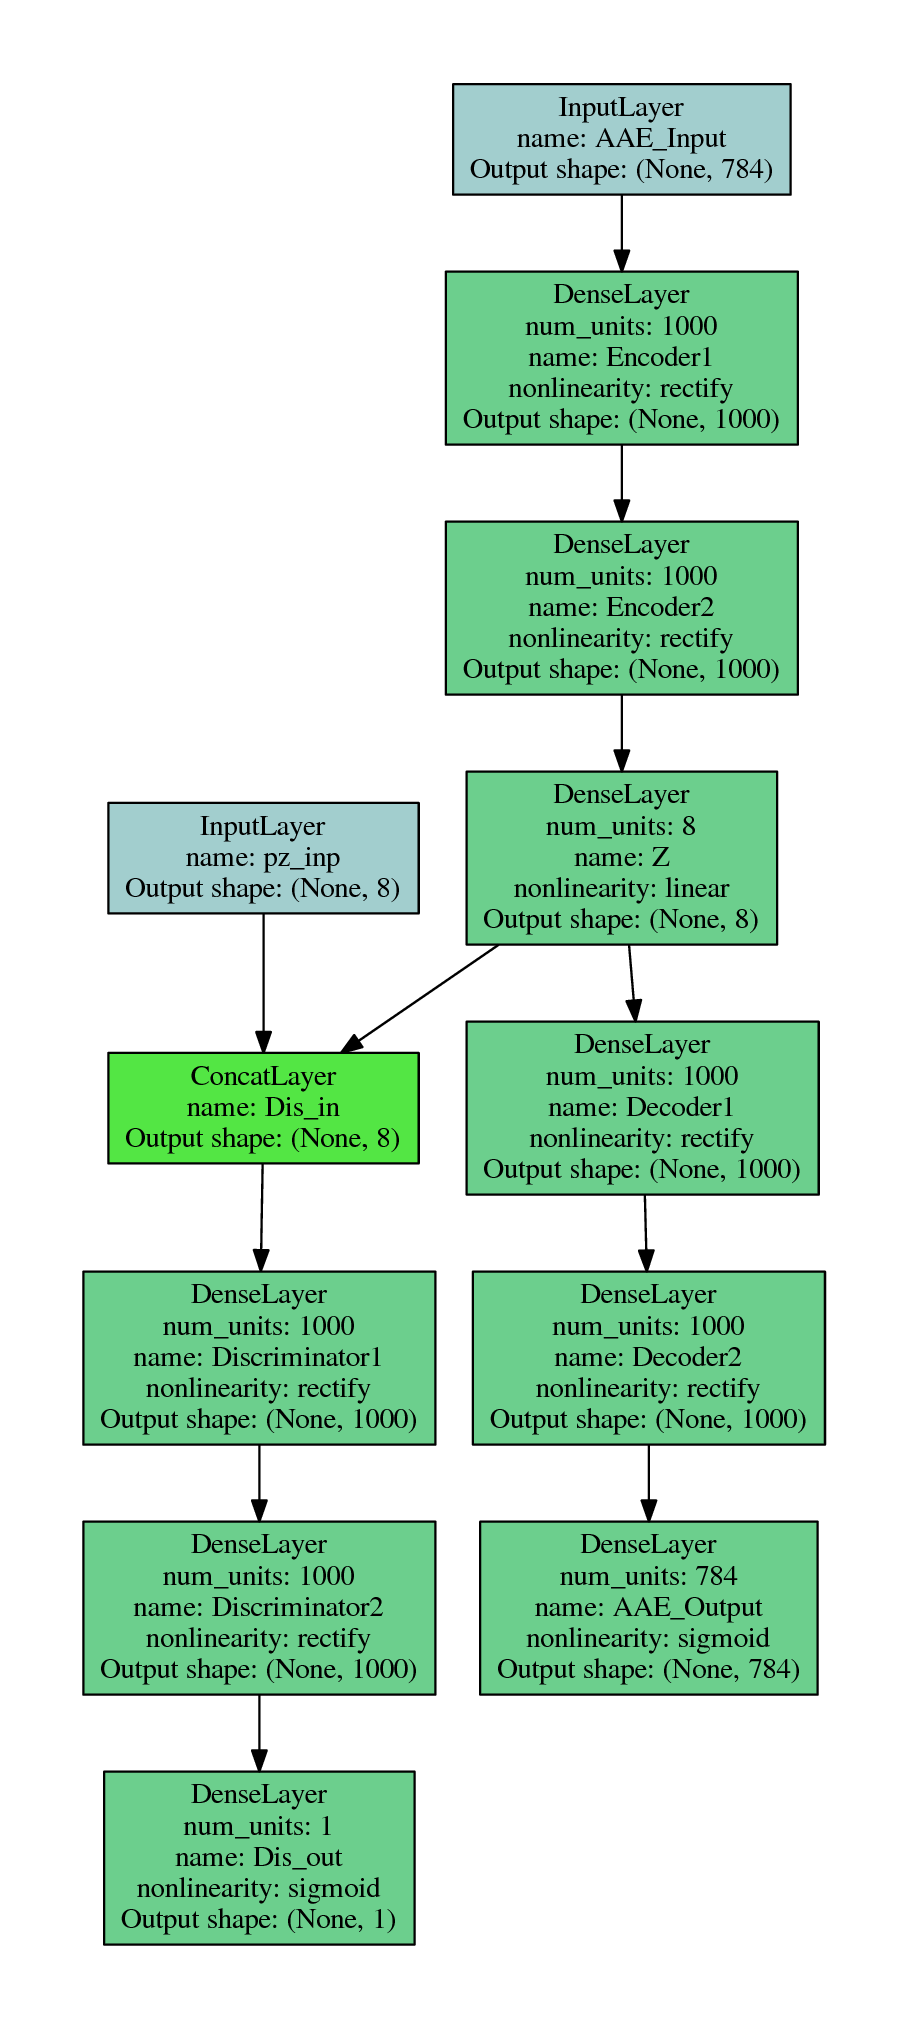 InputLayer
name: AAE_Input
Output shape: (None, 784)
DenseLayer
num_units: 1000
name: Encoder1
nonlinearity: rectify
Output shape: (None, 1000)
DenseLayer
num_units: 1000
name: Encoder2
nonlinearity: rectify
Output shape: (None, 1000)
DenseLayer
num_units: 8
name: Z
nonlinearity: linear
Output shape: (None, 8)
InputLayer
name: pz_inp
Output shape: (None, 8)
ConcatLayer
name: Dis_in
Output shape: (None, 8)
DenseLayer
num_units: 1000
name: Decoder1
nonlinearity: rectify
Output shape: (None, 1000)
DenseLayer
num_units: 1000
name: Discriminator1
nonlinearity: rectify
Output shape: (None, 1000)
DenseLayer
num_units: 1000
name: Decoder2
nonlinearity: rectify
Output shape: (None, 1000)
DenseLayer
num_units: 1000
name: Discriminator2
nonlinearity: rectify
Output shape: (None, 1000)
DenseLayer
num_units: 784
name: AAE_Output
nonlinearity: sigmoid
Output shape: (None, 784)
DenseLayer
num_units: 1
name: Dis_out
nonlinearity: sigmoid
Output shape: (None, 1)